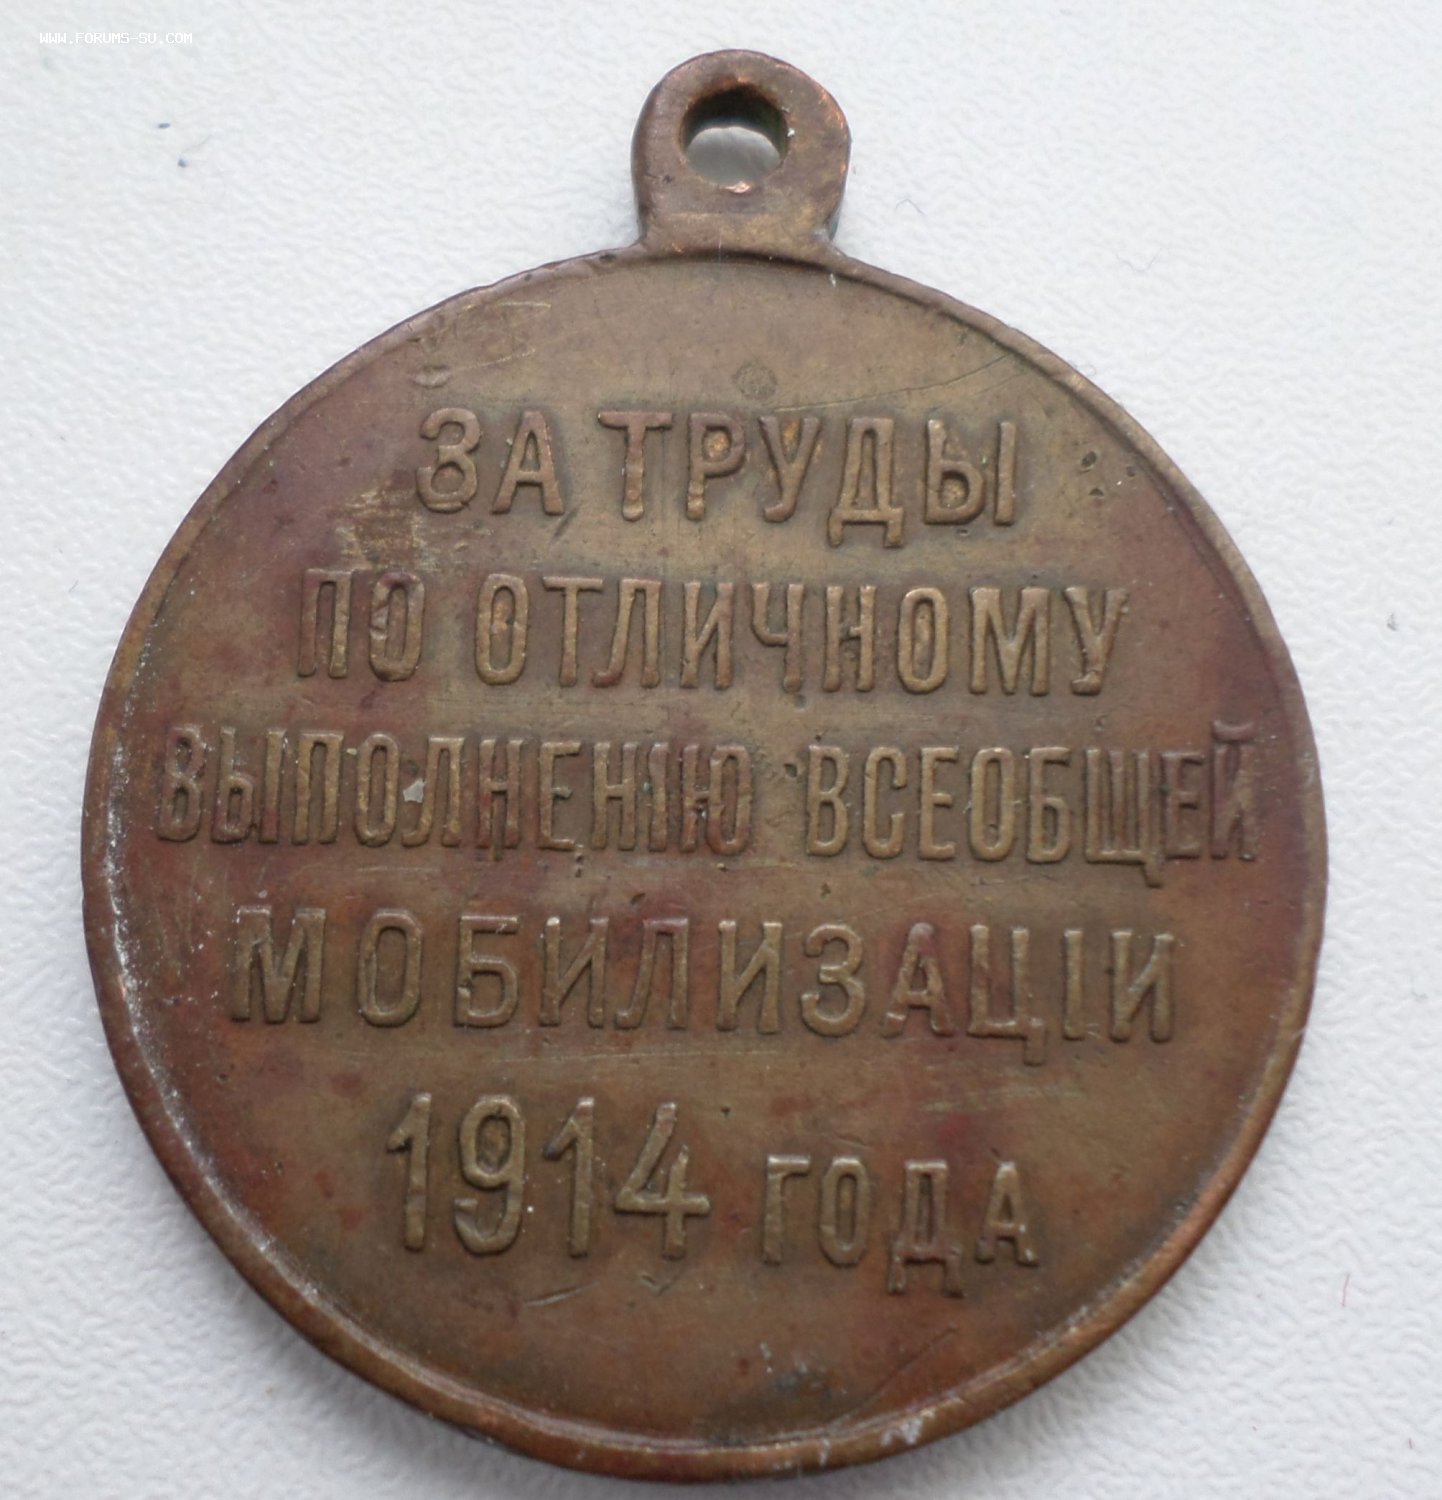 WWW.FORUMS-SU.COM
ЗА ТРУДЫ
ПО ОТЛИЧНОМУ
ВЫПОЛНЕНІЮ ВСЕОБЩЕЙ
МОБИЛИЗАЦІИ
1914 ГОДА